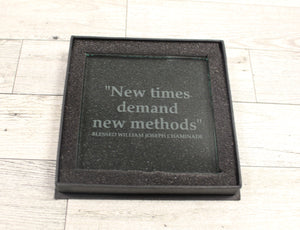 "New times
demand
new methods"
BLESSED WILLIAM JOSEPH CHAMINADE